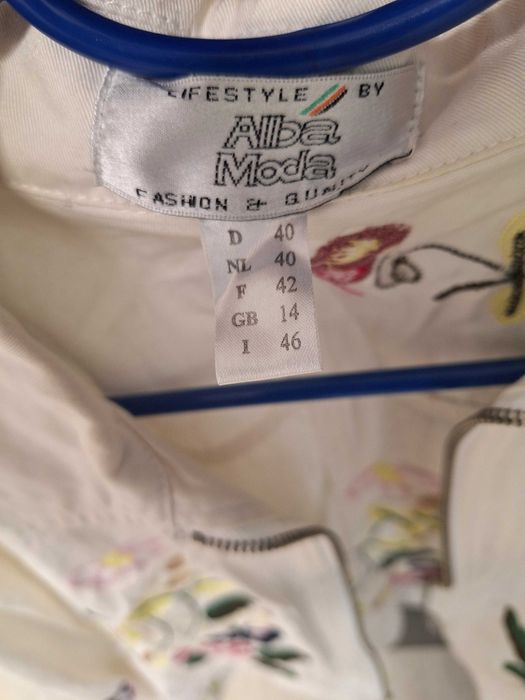 LIFESTYLE BY
Alba
Moda
FASHION & QUALITY
D 40
NL 40
F 42
GB 14
I 46